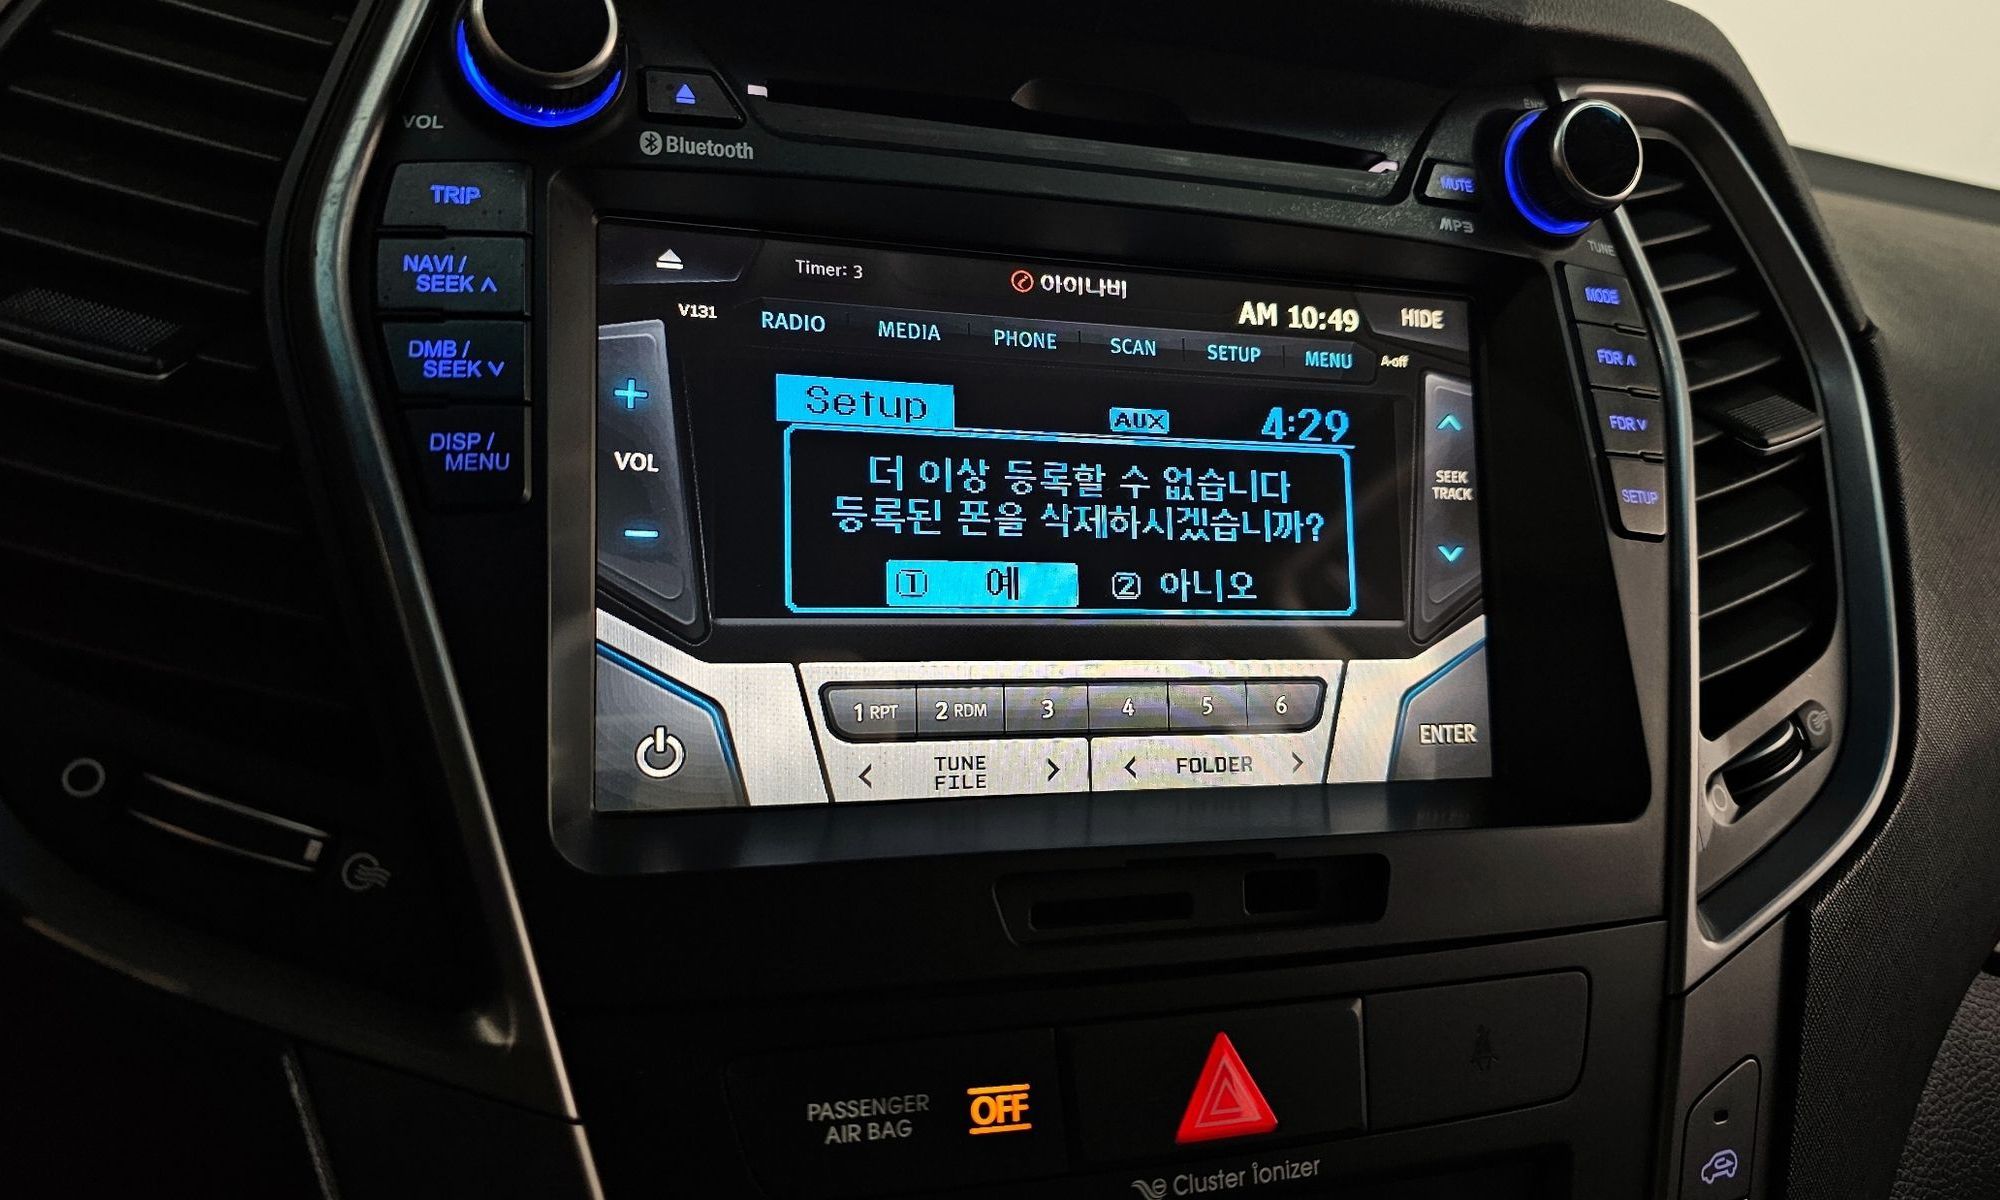 VOL
Bluetooth
TRIP
NAVI /
SEEK ∧
DMB /
SEEK ∨
DISP /
MENU
MUTE
MP3
TUNE
MODE
FDR ∧
FDR ∨
SETUP
Timer: 3
아이나비
AM 10:49
HIDE
V131
RADIO
MEDIA
PHONE
SCAN
SETUP
MENU
A-off
Setup
AUX
4:29
+
VOL
−
더 이상 등록할 수 없습니다
등록된 폰을 삭제하시겠습니까?
① 예
② 아니오
SEEK
TRACK
1 RPT
2 RDM
3
4
5
6
< TUNE FILE >
< FOLDER >
ENTER
PASSENGER
AIR BAG
OFF
Cluster ionizer